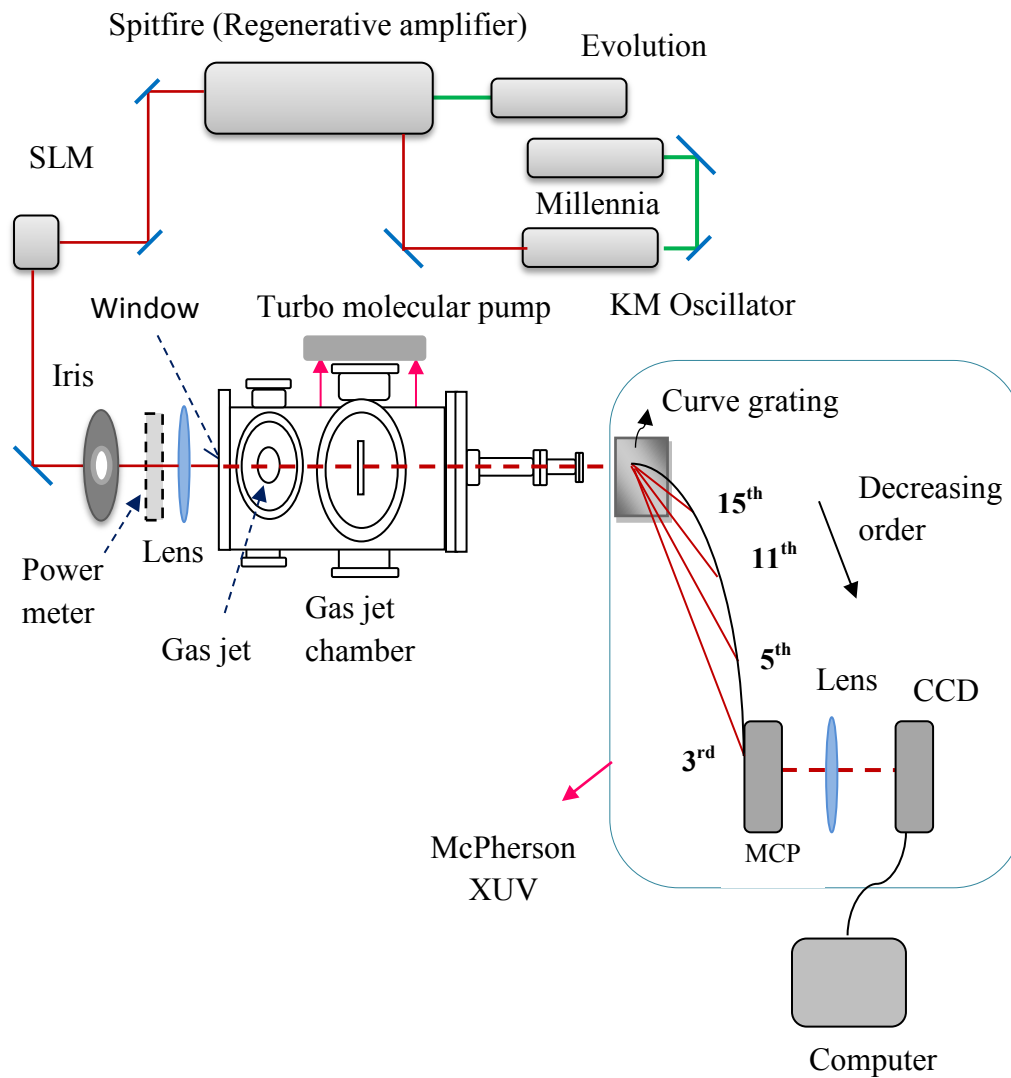 Spitfire (Regenerative amplifier)
Evolution
SLM
Millennia
KM Oscillator
Window
Turbo molecular pump
Iris
Curve grating
15th
Decreasing
order
11th
Lens
Power
meter
Gas jet
Gas jet
chamber
5th
Lens
CCD
3rd
MCP
McPherson
XUV
Computer